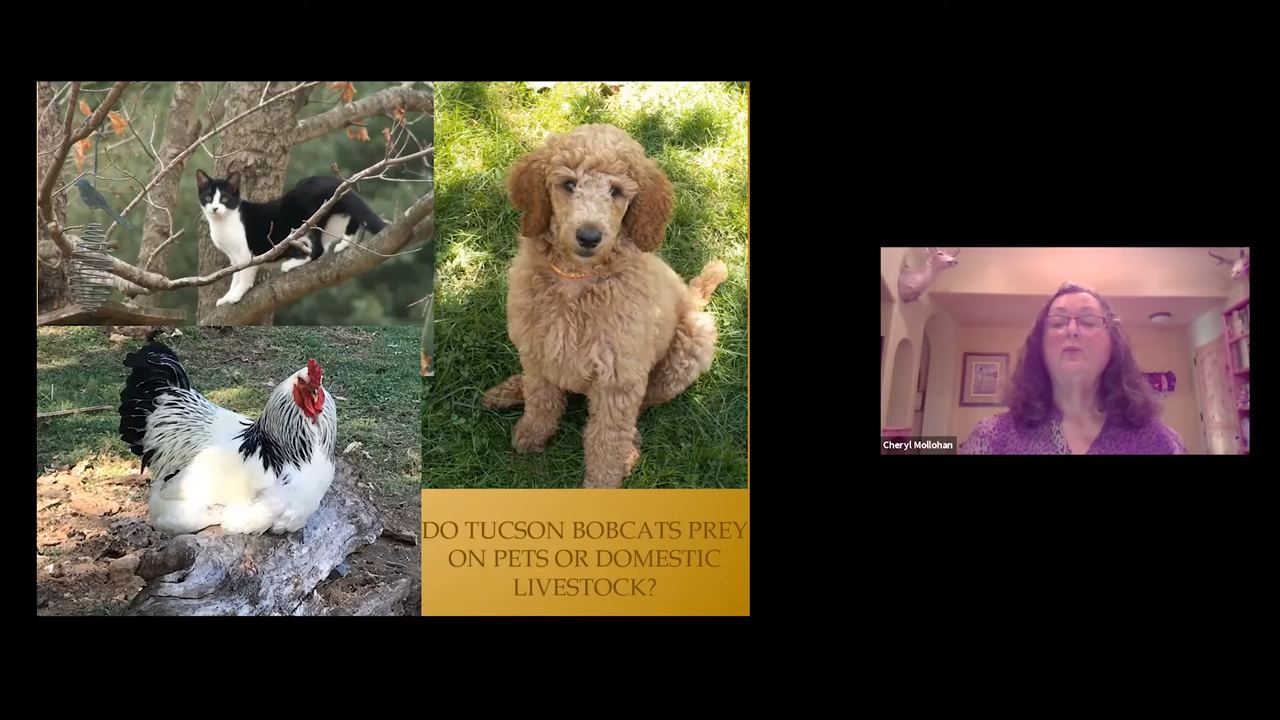 DO TUCSON BOBCATS PREY
ON PETS OR DOMESTIC
LIVESTOCK?
Cheryl Mollohan